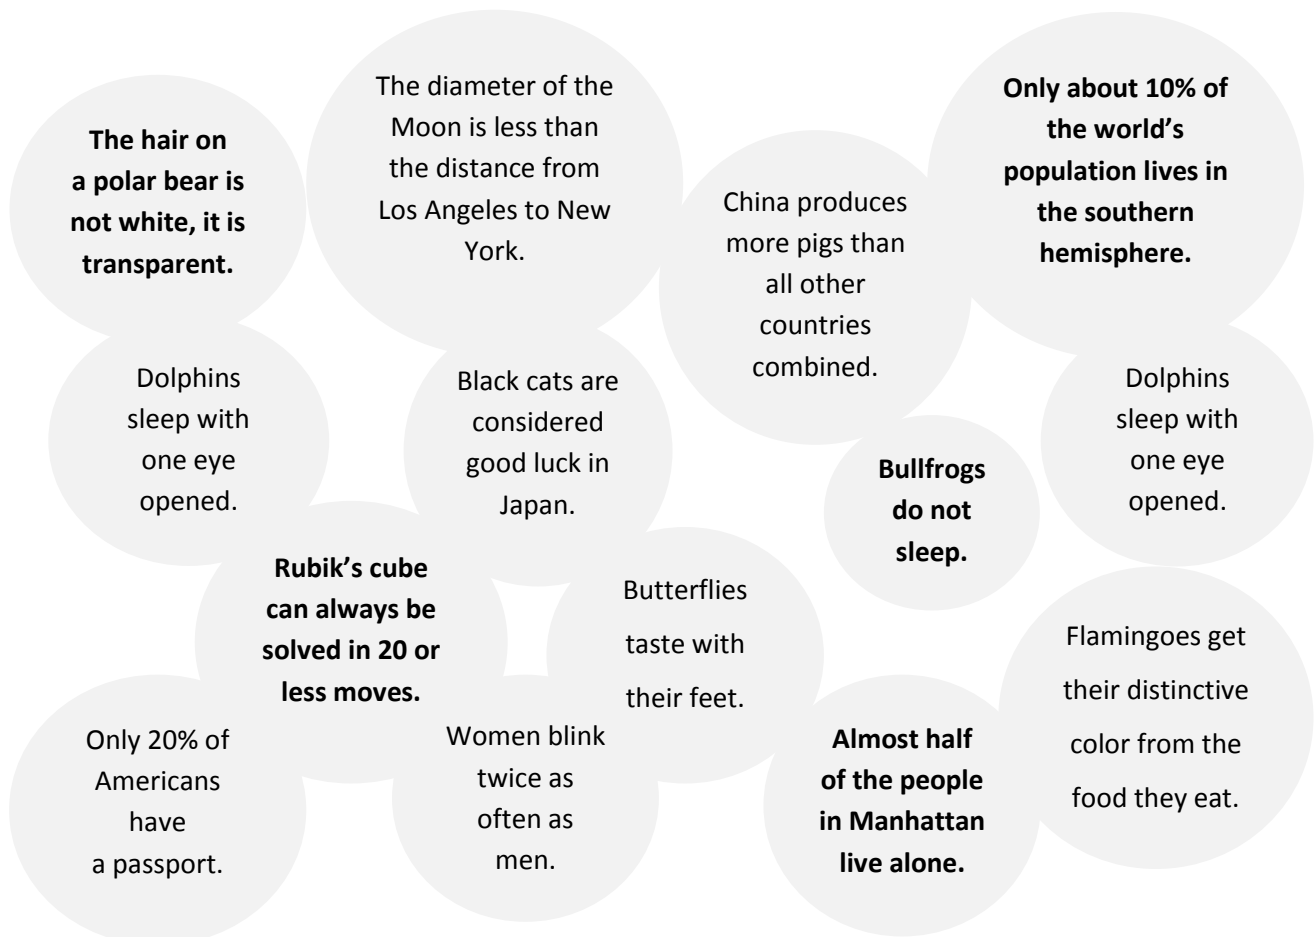 The hair on
a polar bear is
not white, it is
transparent.
The diameter of the
Moon is less than
the distance from
Los Angeles to New
York.
China produces
more pigs than
all other
countries
combined.
Only about 10% of
the world’s
population lives in
the southern
hemisphere.
Dolphins
sleep with
one eye
opened.
Black cats are
considered
good luck in
Japan.
Bullfrogs
do not
sleep.
Dolphins
sleep with
one eye
opened.
Rubik’s cube
can always be
solved in 20 or
less moves.
Butterflies
taste with
their feet.
Flamingoes get
their distinctive
color from the
food they eat.
Only 20% of
Americans
have
a passport.
Women blink
twice as
often as
men.
Almost half
of the people
in Manhattan
live alone.